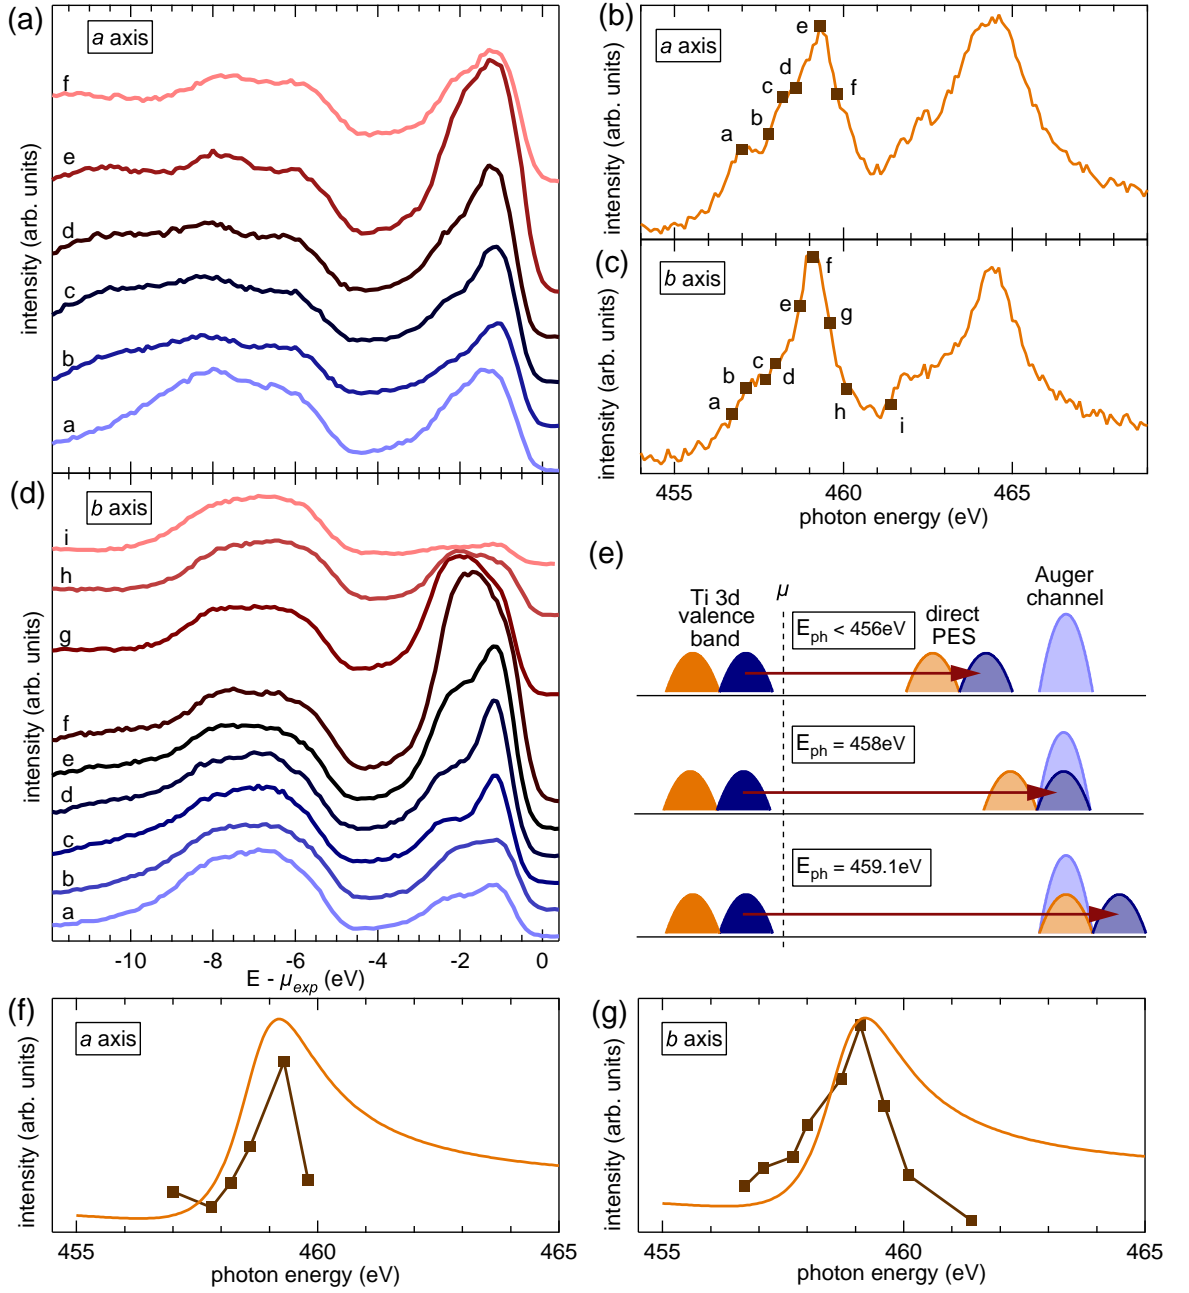 (a)
a axis
f
e
d
c
b
a
intensity (arb. units)
(b)
a axis
e
d
c
f
b
a
intensity (arb. units)
(c)
b axis
f
e
g
c
b
d
a
h
i
intensity (arb. units)
455
460
465
photon energy (eV)
(d)
b axis
i
h
g
f
e
d
c
b
a
intensity (arb. units)
-10
-8
-6
-4
-2
0
E - μexp (eV)
(e)
μ
Ti 3d
valence
band
Eph < 456eV
direct
PES
Auger
channel
Eph = 458eV
Eph = 459.1eV
(f)
a axis
intensity (arb. units)
455
460
465
photon energy (eV)
(g)
b axis
intensity (arb. units)
455
460
465
photon energy (eV)